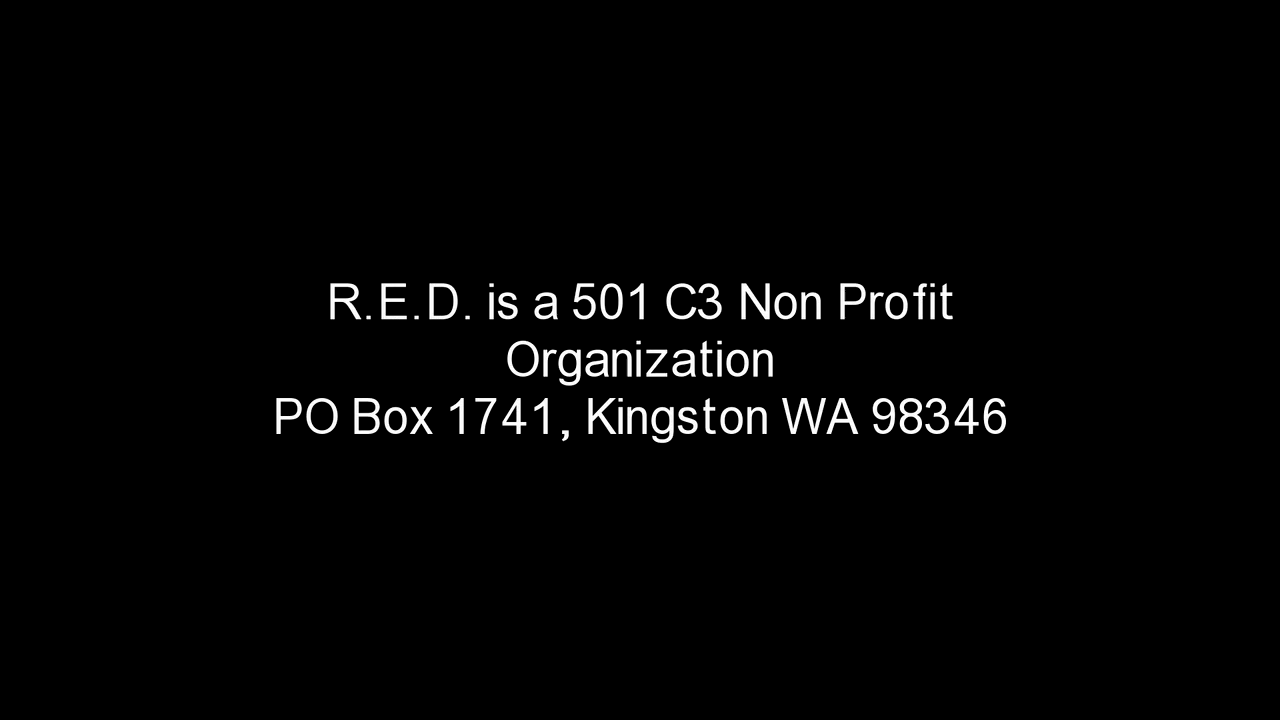 R.E.D. is a 501 C3 Non Profit
Organization
PO Box 1741, Kingston WA 98346